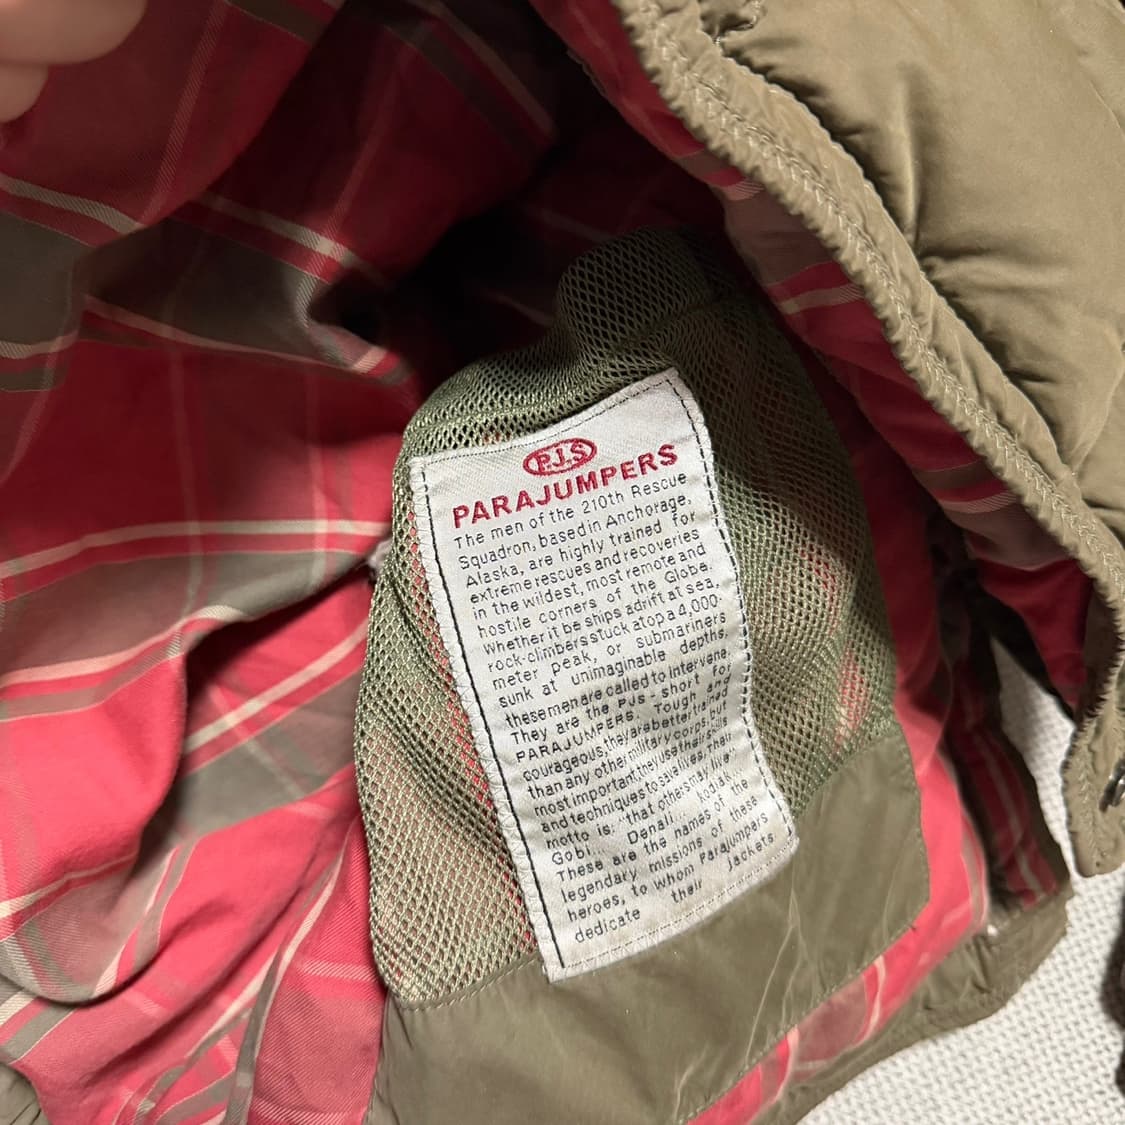 P.J.S
PARAJUMPERS
The men of the 210th Rescue
Squadron, based in Anchorage,
Alaska, are highly trained for
extreme rescues and recoveries
in the wildest, most remote and
hostile corners of the Globe.
Whether it be ships adrift at sea,
rock-climbers stuck atop a 4,000-
meter peak, or submariners
sunk at unimaginable depths,
these men are called to intervene.
They are the PJs - short for
PARAJUMPERS. Tough and
courageous, they are better trained
than any other military corps, but
most important, they use their skills
and techniques to save lives. Their
motto is: "that others may live".
Gobi... Denali... Kodiak...
These are the names of the
legendary missions of these
heroes, to whom Parajumpers
dedicate their jackets